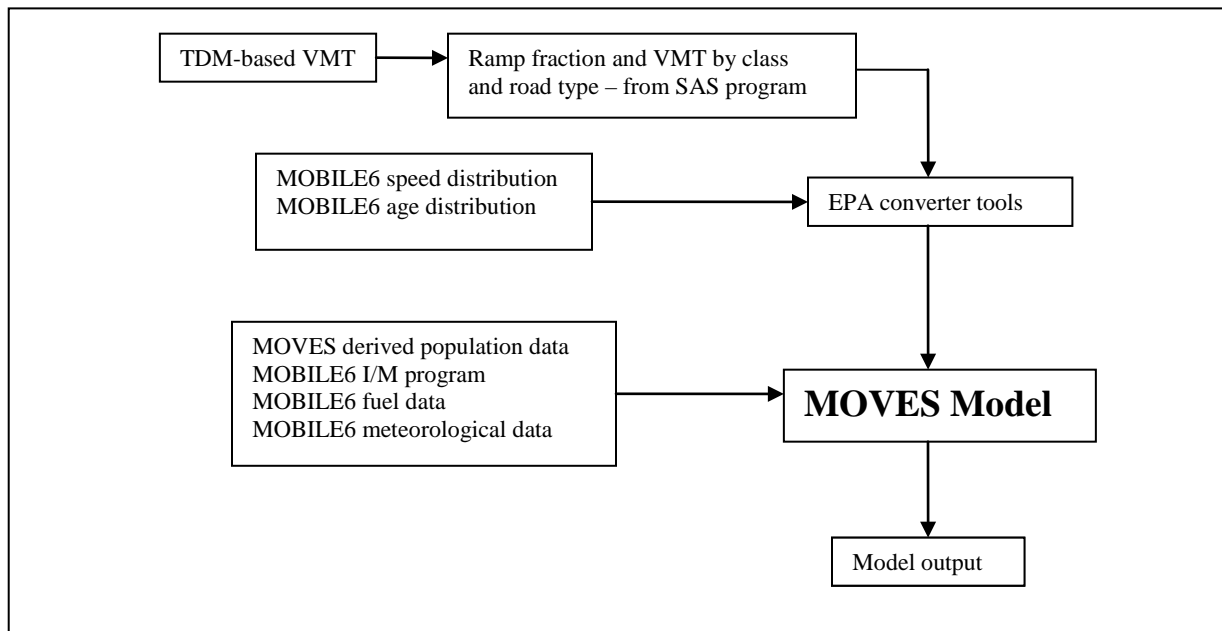 TDM-based VMT
Ramp fraction and VMT by class
and road type – from SAS program
MOBILE6 speed distribution
MOBILE6 age distribution
EPA converter tools
MOVES derived population data
MOBILE6 I/M program
MOBILE6 fuel data
MOBILE6 meteorological data
MOVES Model
Model output